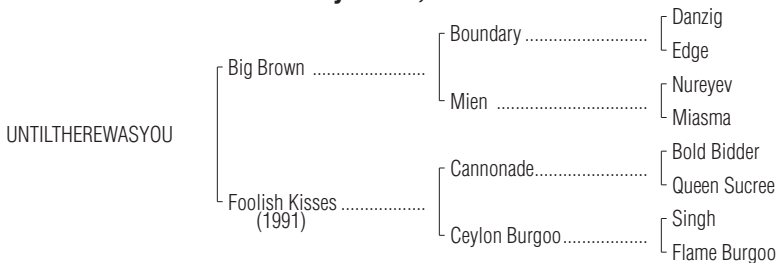 UNTILTHEREWASYOU
Big Brown ........................
Foolish Kisses ..................
(1991)
Boundary ..........................
Mien ................................
Cannonade........................
Ceylon Burgoo..................
Danzig
Edge
Nureyev
Miasma
Bold Bidder
Queen Sucree
Singh
Flame Burgoo